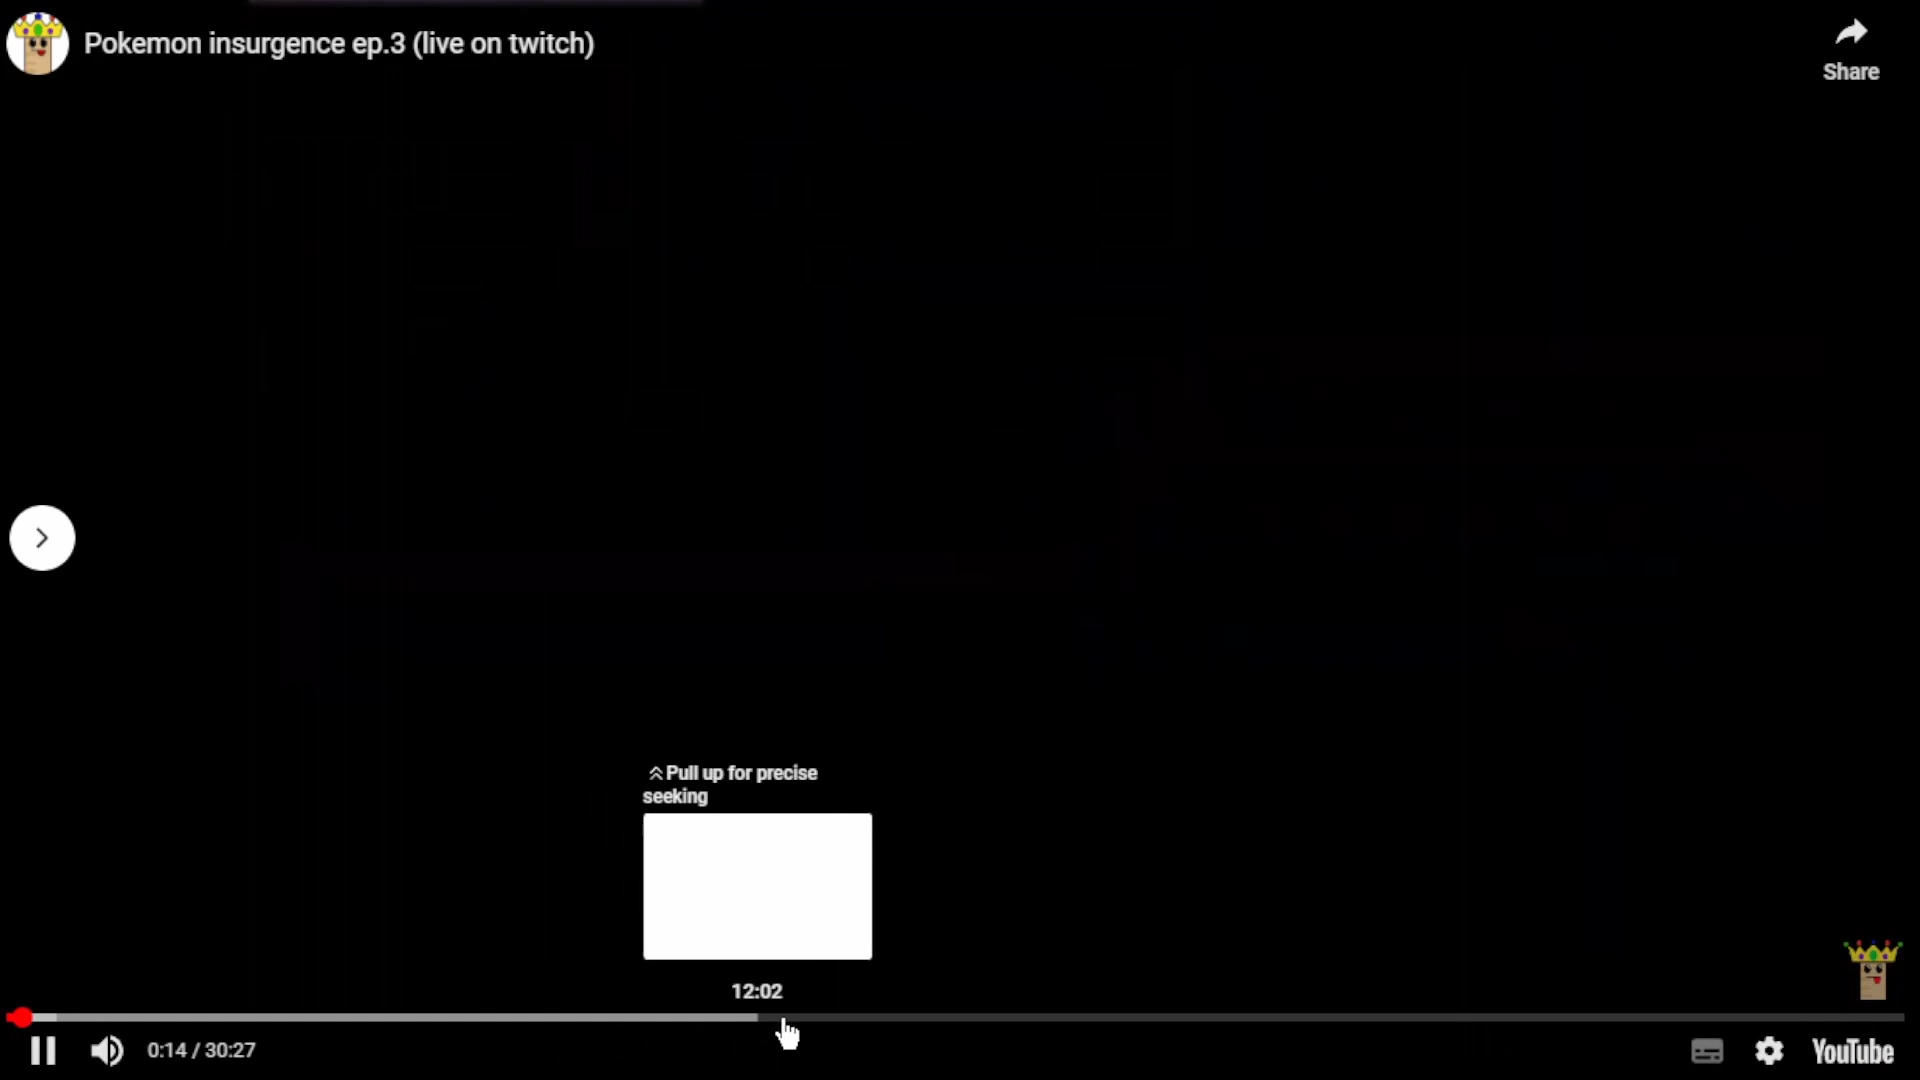 Pokemon insurgence ep.3 (live on twitch)
Share
Pull up for precise
seeking
12:02
0:14 / 30:27
YouTube